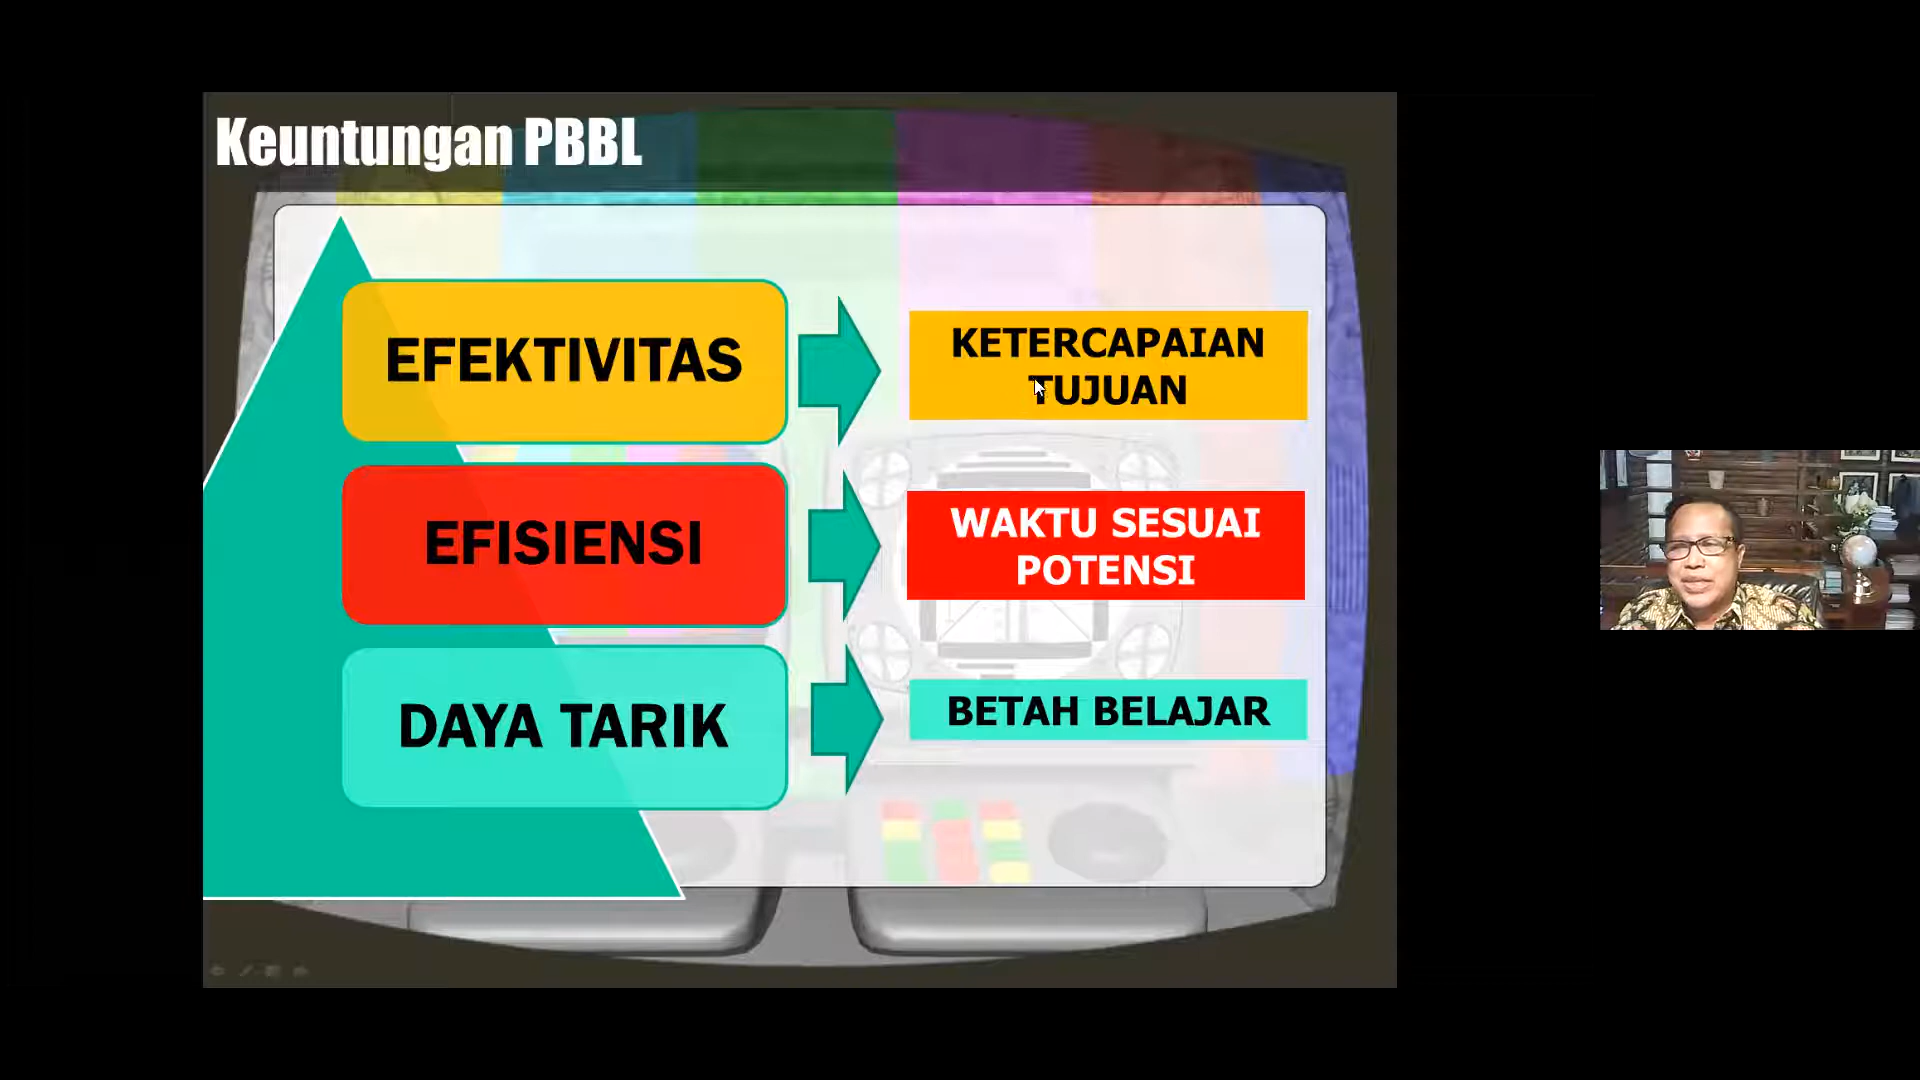 Keuntungan PBBL
EFEKTIVITAS
KETERCAPAIAN
TUJUAN
EFISIENSI
WAKTU SESUAI
POTENSI
DAYA TARIK
BETAH BELAJAR